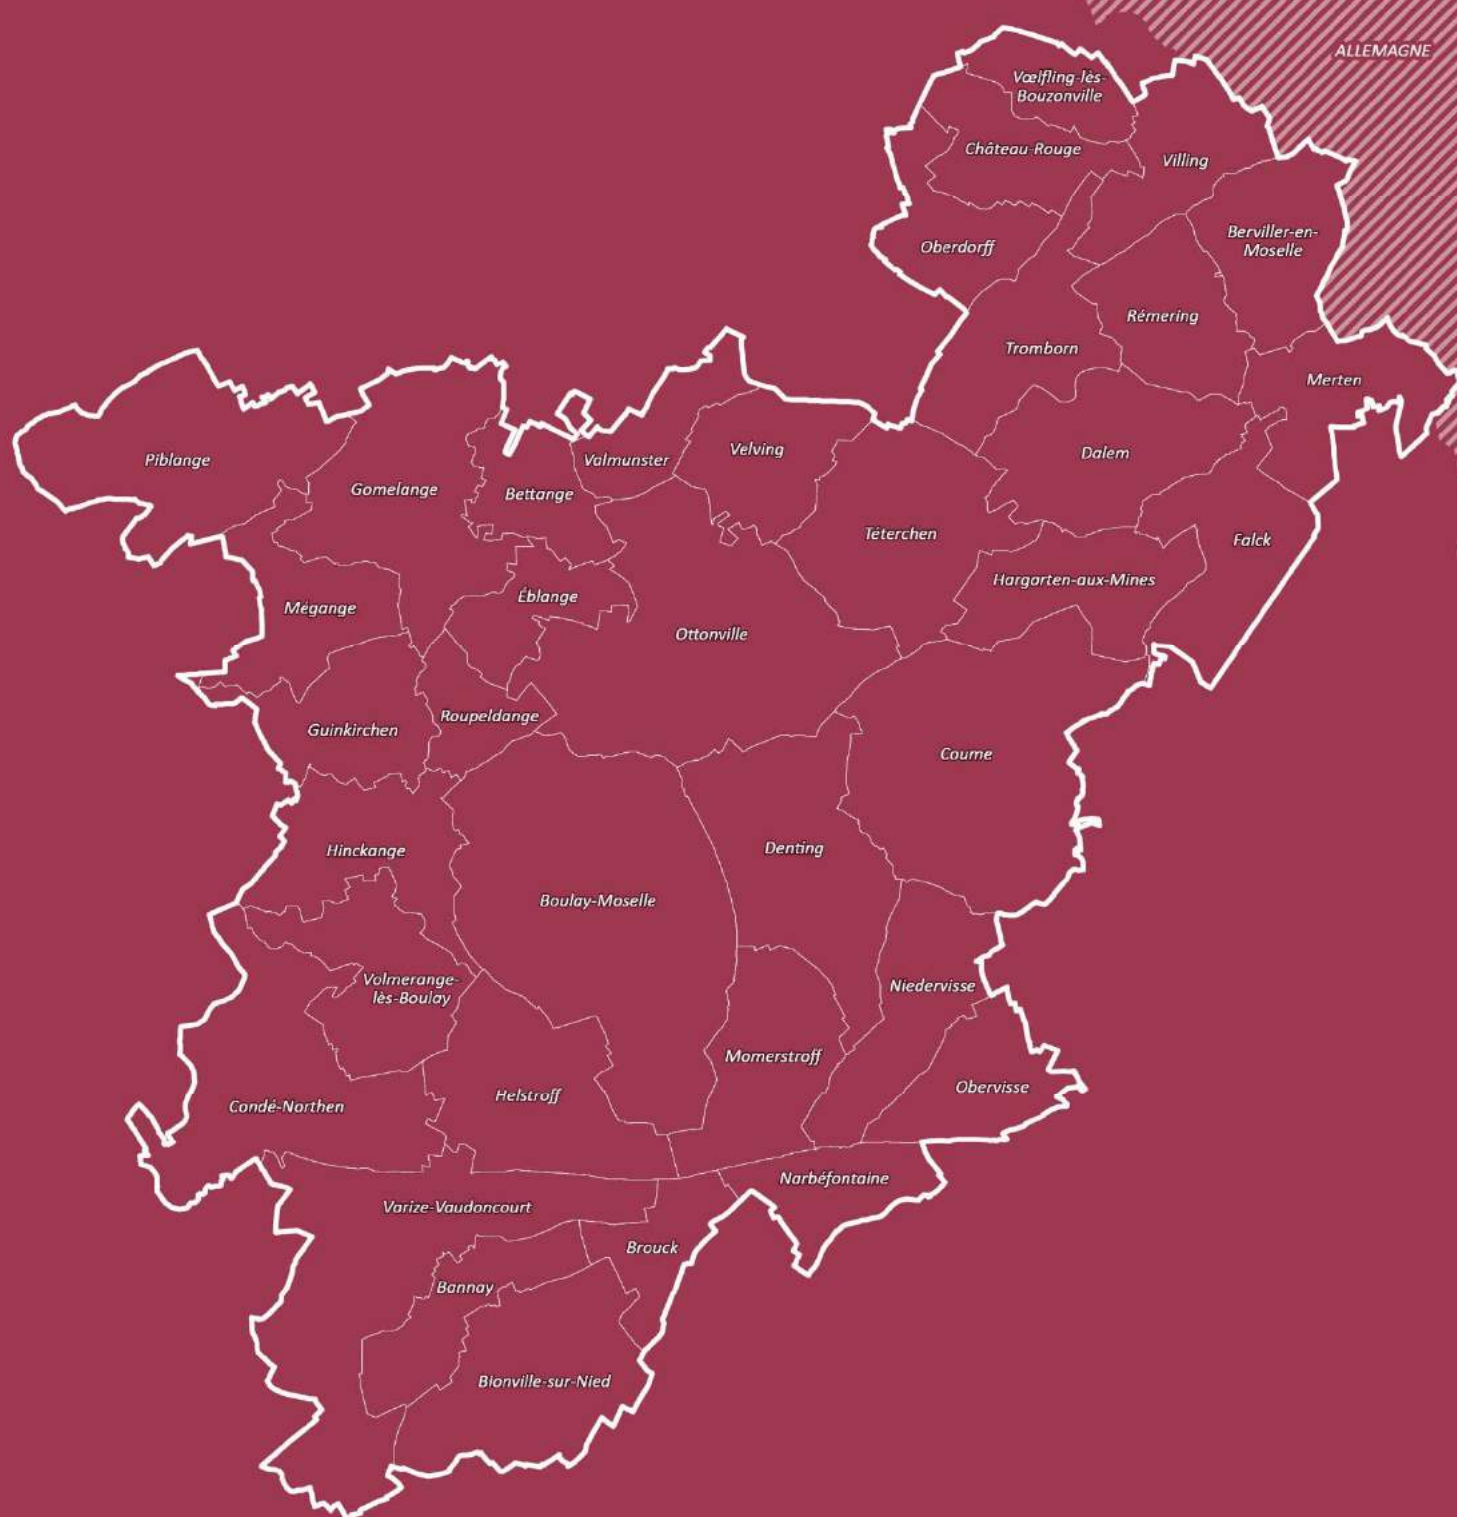 ALLEMAGNE
Vœlfling-lès-
Bouzonville
Château-Rouge
Villing
Berviller-en-
Moselle
Oberdorff
Rémering
Tromborn
Merten
Piblange
Gomelange
Bettange
Valmunster
Velving
Dalem
Téterchen
Falck
Hargarten-aux-Mines
Mégange
Éblange
Ottonville
Guinkirchen
Roupeldange
Coume
Hinckange
Denting
Boulay-Moselle
Volmerange-
lès-Boulay
Niedervisse
Momerstroff
Obervisse
Condé-Northen
Helstroff
Narbéfontaine
Varize-Vaudoncourt
Brouck
Bannay
Bionville-sur-Nied